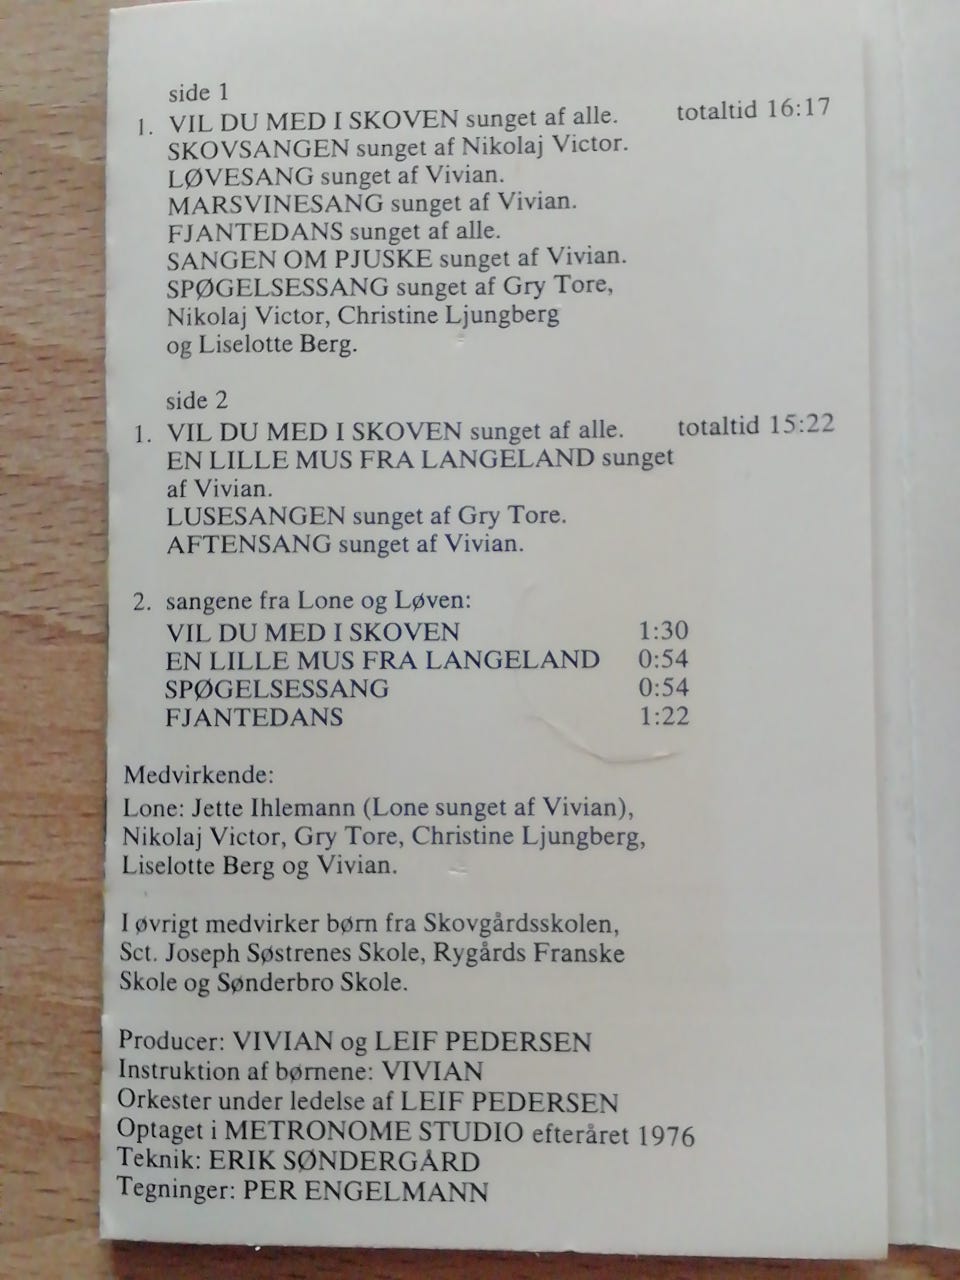 side 1
1. VIL DU MED I SKOVEN sunget af alle. totaltid 16:17
SKOVSANGEN sunget af Nikolaj Victor.
LØVESANG sunget af Vivian.
MARSVINESANG sunget af Vivian.
FJANTEDANS sunget af alle.
SANGEN OM PJUSKE sunget af Vivian.
SPØGELSESSANG sunget af Gry Tore,
Nikolaj Victor, Christine Ljungberg
og Liselotte Berg.
side 2
1. VIL DU MED I SKOVEN sunget af alle. totaltid 15:22
EN LILLE MUS FRA LANGELAND sunget
af Vivian.
LUSESANGEN sunget af Gry Tore.
AFTENSANG sunget af Vivian.
2. sangene fra Lone og Løven:
VIL DU MED I SKOVEN 1:30
EN LILLE MUS FRA LANGELAND 0:54
SPØGELSESSANG 0:54
FJANTEDANS 1:22
Medvirkende:
Lone: Jette Ihlemann (Lone sunget af Vivian),
Nikolaj Victor, Gry Tore, Christine Ljungberg,
Liselotte Berg og Vivian.
I øvrigt medvirker børn fra Skovgårdsskolen,
Sct. Joseph Søstrenes Skole, Rygårds Franske
Skole og Sønderbro Skole.
Producer: VIVIAN og LEIF PEDERSEN
Instruktion af børnene: VIVIAN
Orkester under ledelse af LEIF PEDERSEN
Optaget i METRONOME STUDIO efteråret 1976
Teknik: ERIK SØNDERGÅRD
Tegninger: PER ENGELMANN